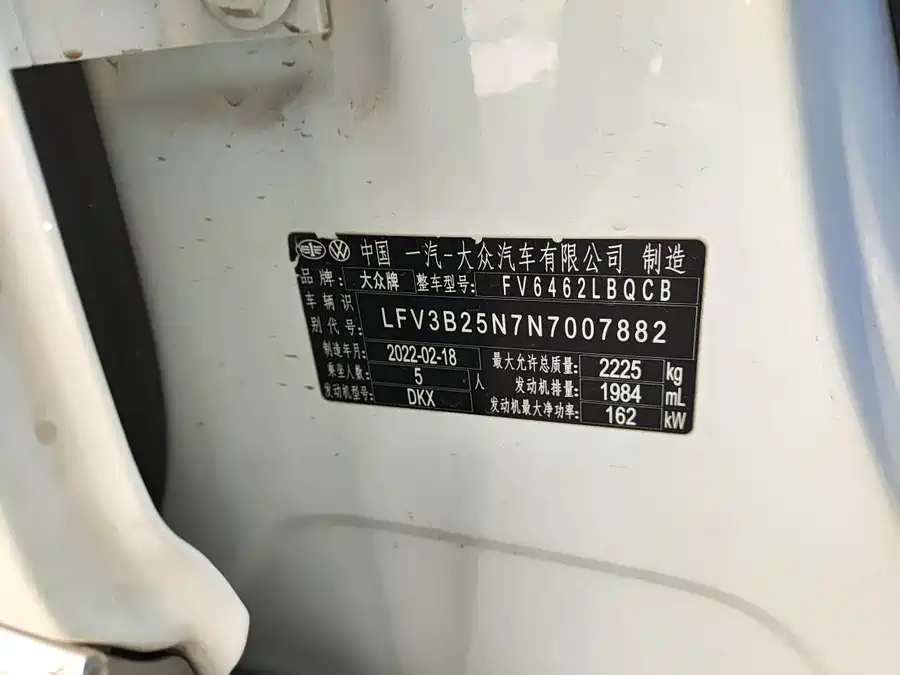 中国 一汽-大众汽车有限公司 制造
品牌: 大众牌 整车型号: FV6462LBQCB
车辆识别代号: LFV3B25N7N7007882
制造年月: 2022-02-18 最大允许总质量: 2225 kg
乘坐人数: 5 人 发动机排量: 1984 mL
发动机型号: DKX 发动机最大净功率: 162 kW